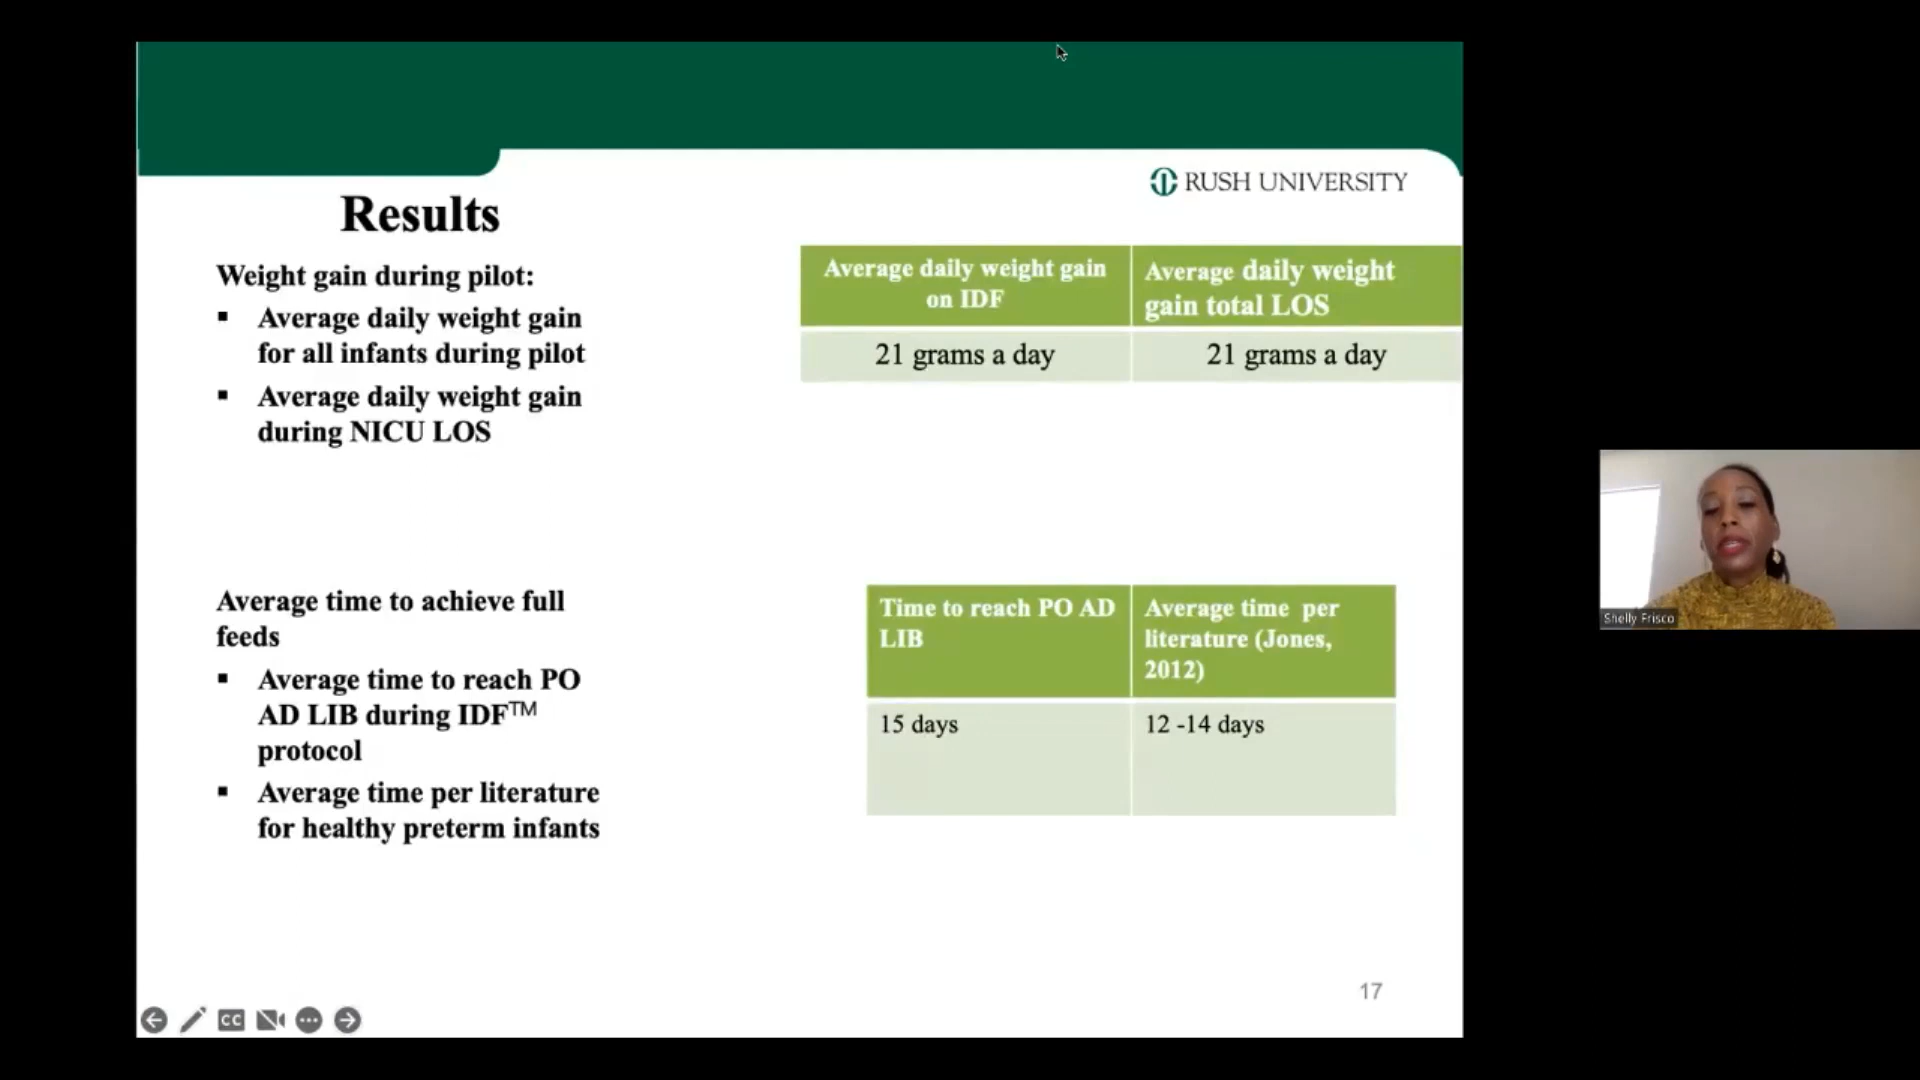 RUSH UNIVERSITY
Results
Weight gain during pilot:
▪ Average daily weight gain
for all infants during pilot
▪ Average daily weight gain
during NICU LOS
Average daily weight gain
on IDF
Average daily weight
gain total LOS
21 grams a day
21 grams a day
Average time to achieve full
feeds
▪ Average time to reach PO
AD LIB during IDF™
protocol
▪ Average time per literature
for healthy preterm infants
Time to reach PO AD
LIB
Average time per
literature (Jones,
2012)
15 days
12 -14 days
17
CC
Shelly Frisco